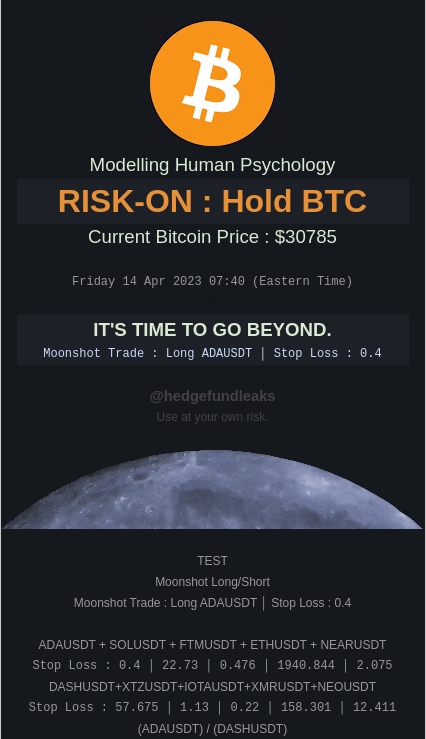 Modelling Human Psychology
RISK-ON : Hold BTC
Current Bitcoin Price : $30785
Friday 14 Apr 2023 07:40 (Eastern Time)
IT'S TIME TO GO BEYOND.
Moonshot Trade : Long ADAUSDT | Stop Loss : 0.4
@hedgefundleaks
Use at your own risk.
TEST
Moonshot Long/Short
Moonshot Trade : Long ADAUSDT | Stop Loss : 0.4
ADAUSDT + SOLUSDT + FTMUSDT + ETHUSDT + NEARUSDT
Stop Loss : 0.4 | 22.73 | 0.476 | 1940.844 | 2.075
DASHUSDT+XTZUSDT+IOTAUSDT+XMRUSDT+NEOUSDT
Stop Loss : 57.675 | 1.13 | 0.22 | 158.301 | 12.411
(ADAUSDT) / (DASHUSDT)